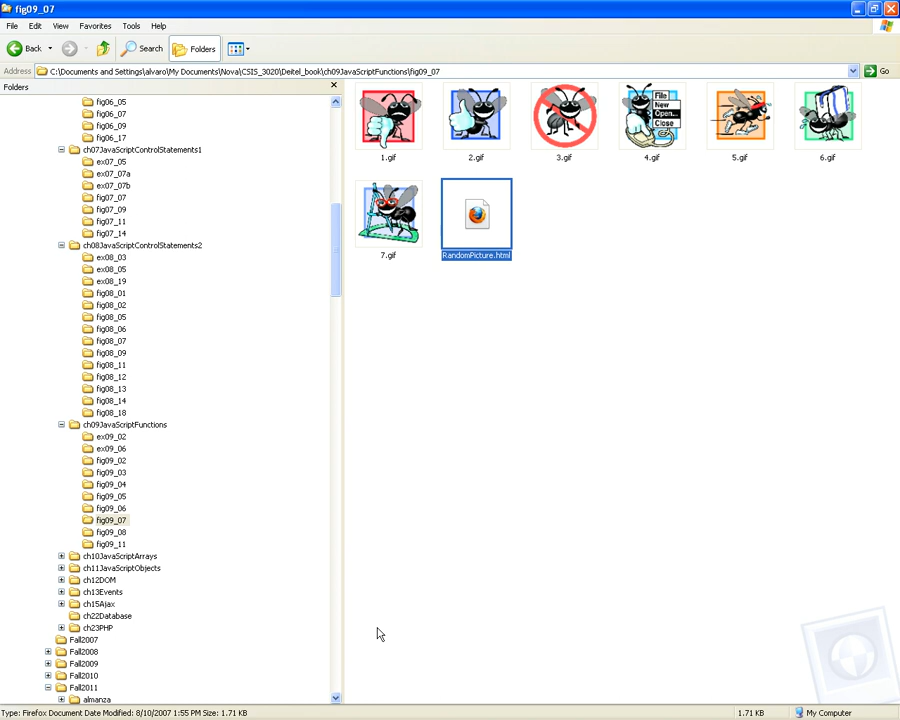 fig09_07
File Edit View Favorites Tools Help
Back Search Folders
Address C:\Documents and Settings\alvaro\My Documents\Nova\CSIS_3020\Deitel_book\ch09JavaScriptFunctions\fig09_07 Go
Folders
fig06_05
fig06_07
fig06_09
fig06_17
ch07JavaScriptControlStatements1
ex07_05
ex07_07a
ex07_07b
fig07_07
fig07_09
fig07_11
fig07_14
ch08JavaScriptControlStatements2
ex08_03
ex08_05
ex08_19
fig08_01
fig08_02
fig08_05
fig08_06
fig08_07
fig08_09
fig08_11
fig08_12
fig08_13
fig08_14
fig08_18
ch09JavaScriptFunctions
ex09_02
ex09_06
fig09_02
fig09_03
fig09_04
fig09_05
fig09_06
fig09_07
fig09_08
fig09_11
ch10JavaScriptArrays
ch11JavaScriptObjects
ch12DOM
ch13Events
ch15Ajax
ch22Database
ch23PHP
Fall2007
Fall2008
Fall2009
Fall2010
Fall2011
almanza
File
New
Open...
Close
1.gif 2.gif 3.gif 4.gif 5.gif 6.gif
7.gif RandomPicture.html
Type: Firefox Document Date Modified: 8/10/2007 1:55 PM Size: 1.71 KB 1.71 KB My Computer